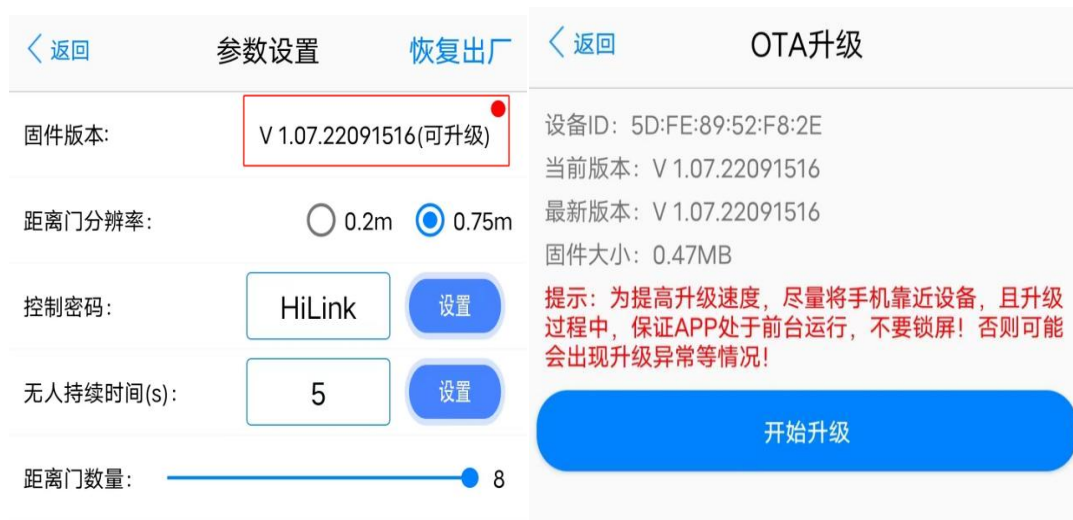 返回
参数设置
恢复出厂
固件版本:
V 1.07.22091516(可升级)
距离门分辨率:
0.2m
0.75m
控制密码:
HiLink
设置
无人持续时间(s):
5
设置
距离门数量:
8
返回
OTA升级
设备ID: 5D:FE:89:52:F8:2E
当前版本: V 1.07.22091516
最新版本: V 1.07.22091516
固件大小: 0.47MB
提示：为提高升级速度，尽量将手机靠近设备，且升级
过程中，保证APP处于前台运行，不要锁屏！否则可能
会出现升级异常等情况！
开始升级